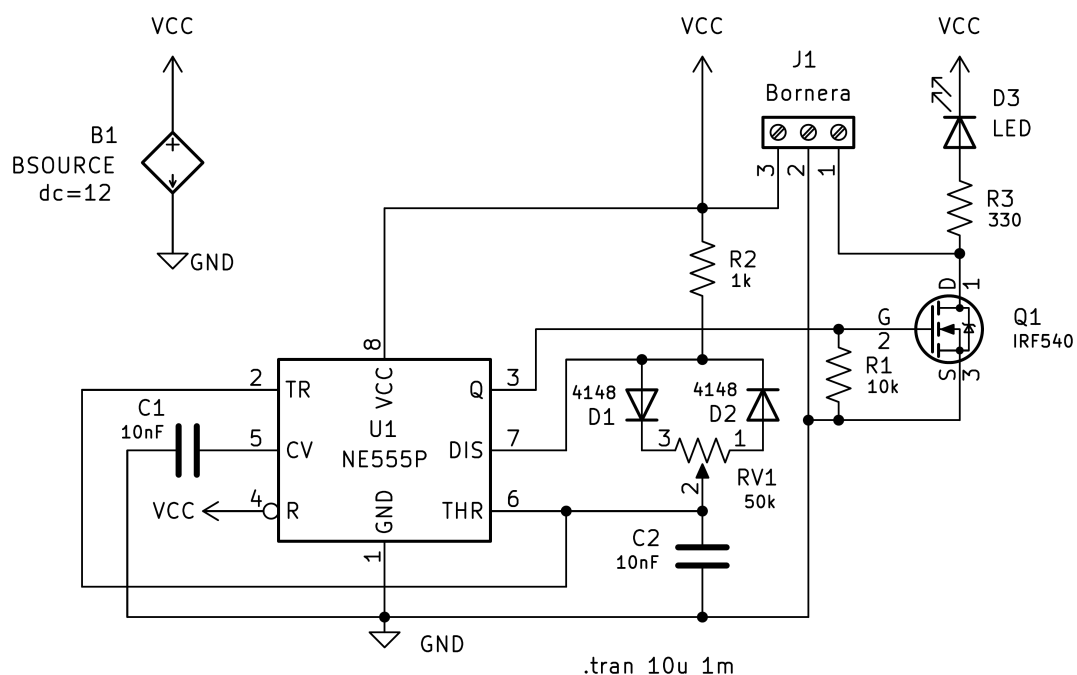 VCC
VCC
VCC
J1
Bornera
D3
LED
B1
BSOURCE
dc=12
3
2
1
R3
330
GND
R2
1k
D
1
G
2
Q1
IRF540
S
3
R1
10k
8
2
TR
VCC
Q
3
4148
D1
4148
D2
C1
10nF
5
CV
U1
NE555P
DIS
7
3
1
RV1
50k
2
VCC
4
R
GND
THR
6
1
C2
10nF
GND
.tran 10u 1m